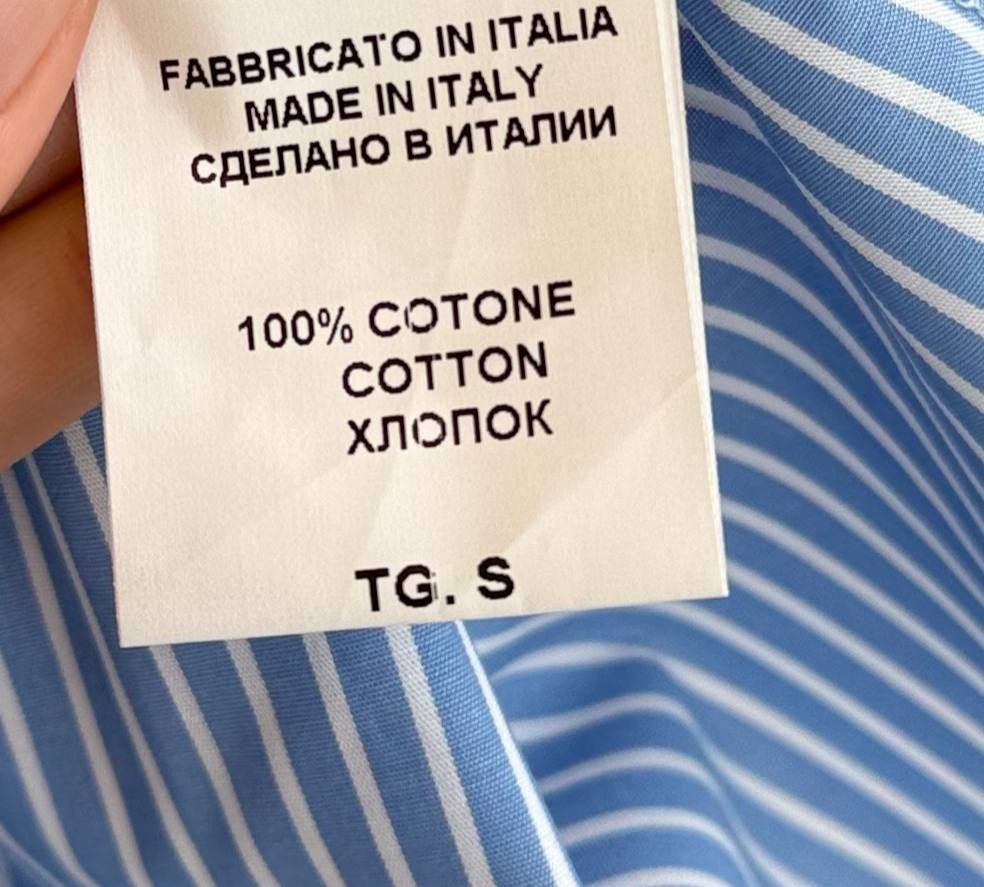 FABBRICATO IN ITALIA
MADE IN ITALY
СДЕЛАНО В ИТАЛИИ
100% COTONE
COTTON
ХЛОПОК
TG. S